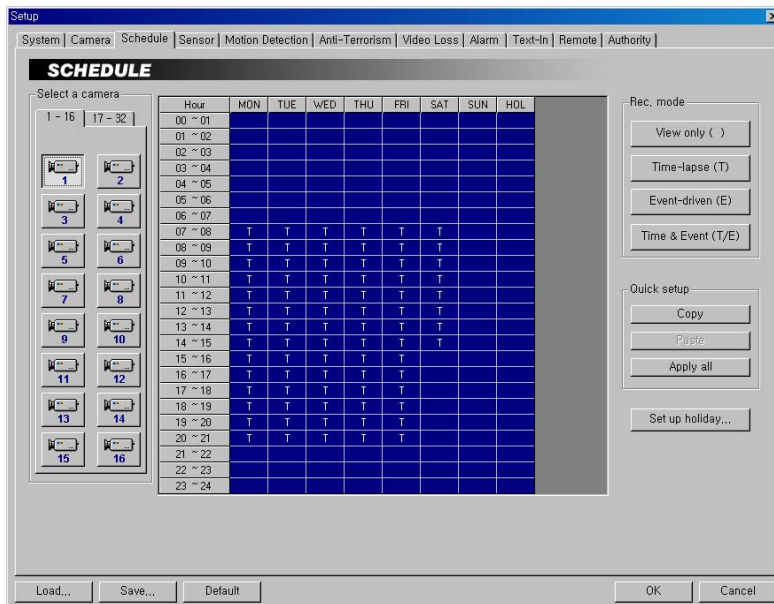 Setup
System Camera Schedule Sensor Motion Detection Anti-Terrorism Video Loss Alarm Text-In Remote Authority
SCHEDULE
Select a camera
1 - 16 17 - 32
1 2
3 4
5 6
7 8
9 10
11 12
13 14
15 16
Hour MON TUE WED THU FRI SAT SUN HOL
00 ~ 01
01 ~ 02
02 ~ 03
03 ~ 04
04 ~ 05
05 ~ 06
06 ~ 07
07 ~ 08 T T T T T T
08 ~ 09 T T T T T T
09 ~ 10 T T T T T T
10 ~ 11 T T T T T T
11 ~ 12 T T T T T T
12 ~ 13 T T T T T T
13 ~ 14 T T T T T T
14 ~ 15 T T T T T T
15 ~ 16 T T T T T
16 ~ 17 T T T T T
17 ~ 18 T T T T T
18 ~ 19 T T T T T
19 ~ 20 T T T T T
20 ~ 21 T T T T T
21 ~ 22
22 ~ 23
23 ~ 24
Rec, mode
View only ( )
Time-lapse (T)
Event-driven (E)
Time & Event (T/E)
Quick setup
Copy
Paste
Apply all
Set up holiday,,,
Load,,, Save,,, Default OK Cancel